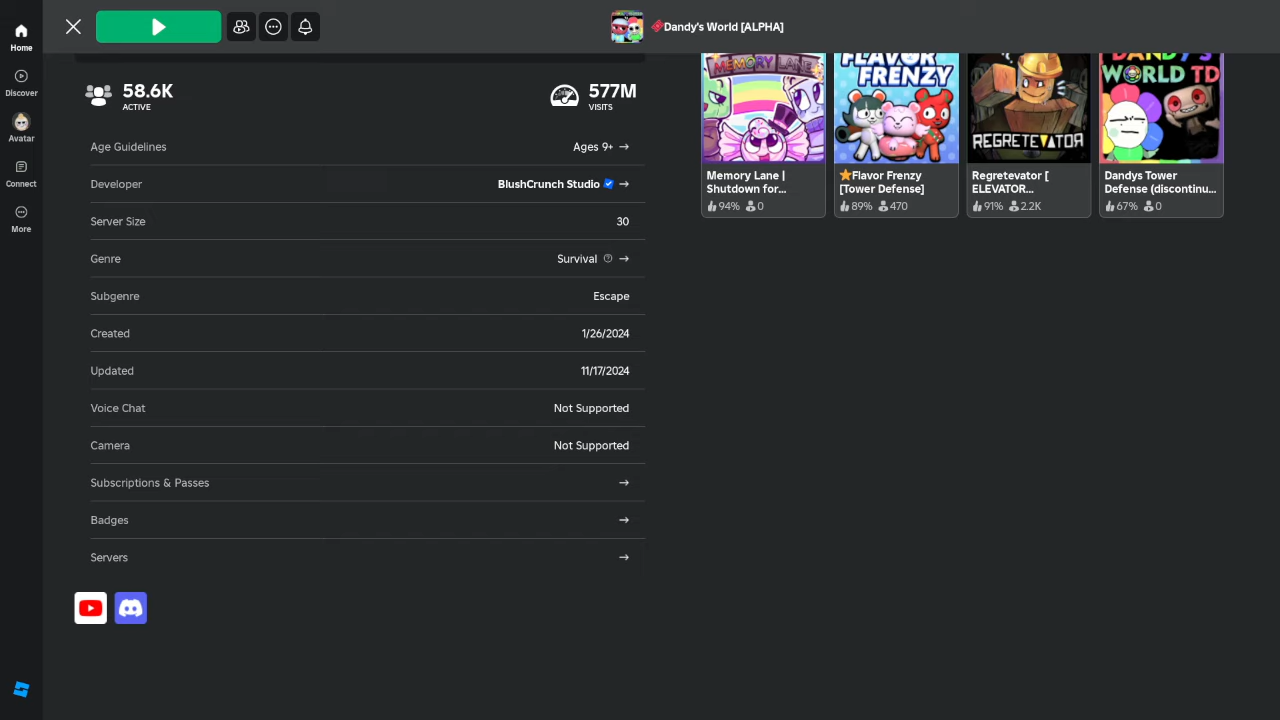 Home
Discover
Avatar
Connect
More
Dandy's World [ALPHA]
58.6K
ACTIVE
577M
VISITS
Age Guidelines
Ages 9+ →
Developer
BlushCrunch Studio →
Server Size
30
Genre
Survival →
Subgenre
Escape
Created
1/26/2024
Updated
11/17/2024
Voice Chat
Not Supported
Camera
Not Supported
Subscriptions & Passes →
Badges →
Servers →
MEMORY LANE
Memory Lane |
Shutdown for...
94% 0
FLAVOR
FRENZY
⭐Flavor Frenzy
[Tower Defense]
89% 470
REGRETEVATOR
Regretevator [
ELEVATOR...
91% 2.2K
DANDY'S
WORLD TD
Dandys Tower
Defense (discontinu...
67% 0